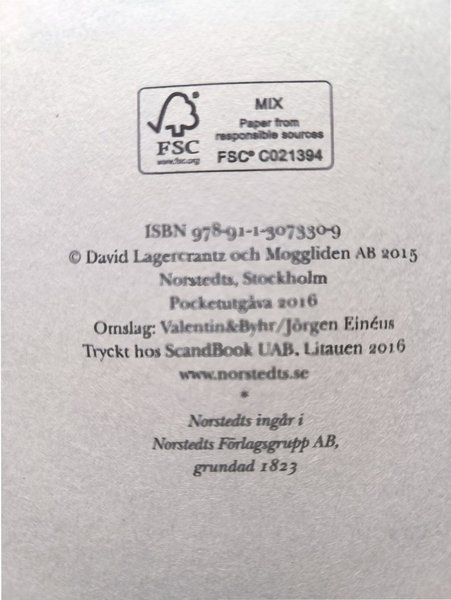 MIX
Paper from
responsible sources
FSC® C021394
FSC
www.fsc.org
ISBN 978-91-1-307330-9
© David Lagercrantz och Moggliden AB 2015
Norstedts, Stockholm
Pocketutgåva 2016
Omslag: Valentin&Byhr/Jörgen Einéus
Tryckt hos ScandBook UAB, Litauen 2016
www.norstedts.se
*
Norstedts ingår i
Norstedts Förlagsgrupp AB,
grundad 1823